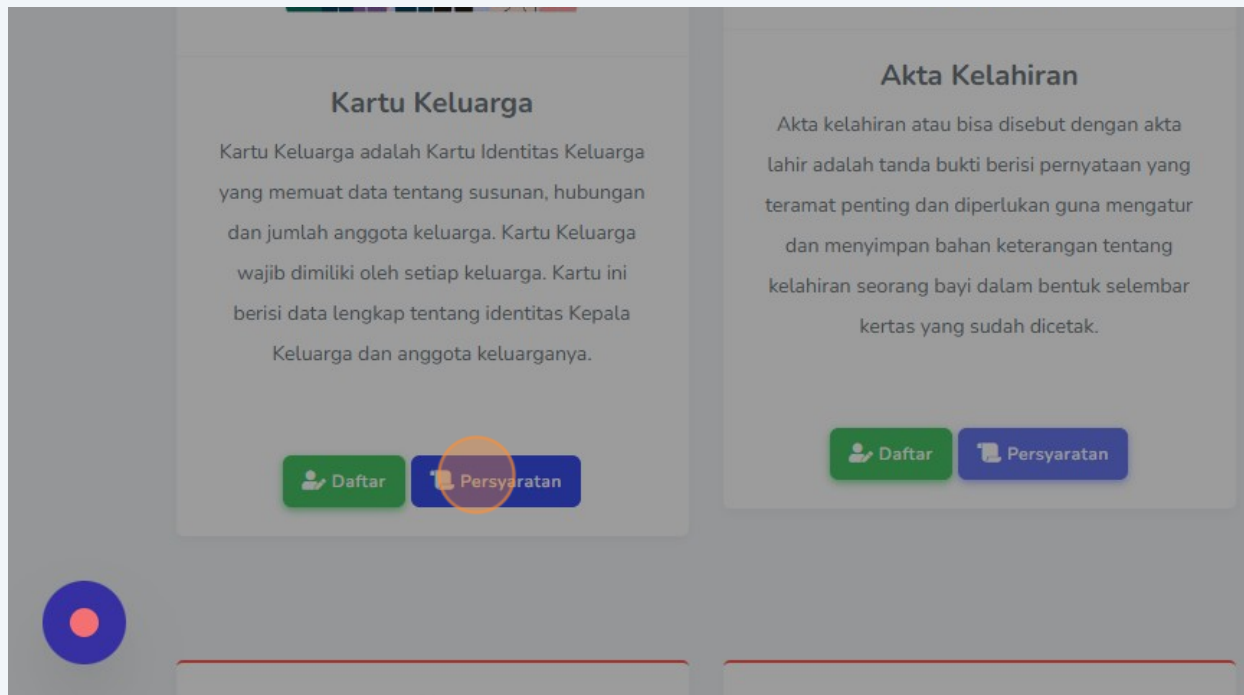 Kartu Keluarga
Kartu Keluarga adalah Kartu Identitas Keluarga
yang memuat data tentang susunan, hubungan
dan jumlah anggota keluarga. Kartu Keluarga
wajib dimiliki oleh setiap keluarga. Kartu ini
berisi data lengkap tentang identitas Kepala
Keluarga dan anggota keluarganya.
Daftar
Persyaratan
Akta Kelahiran
Akta kelahiran atau bisa disebut dengan akta
lahir adalah tanda bukti berisi pernyataan yang
teramat penting dan diperlukan guna mengatur
dan menyimpan bahan keterangan tentang
kelahiran seorang bayi dalam bentuk selembar
kertas yang sudah dicetak.
Daftar
Persyaratan